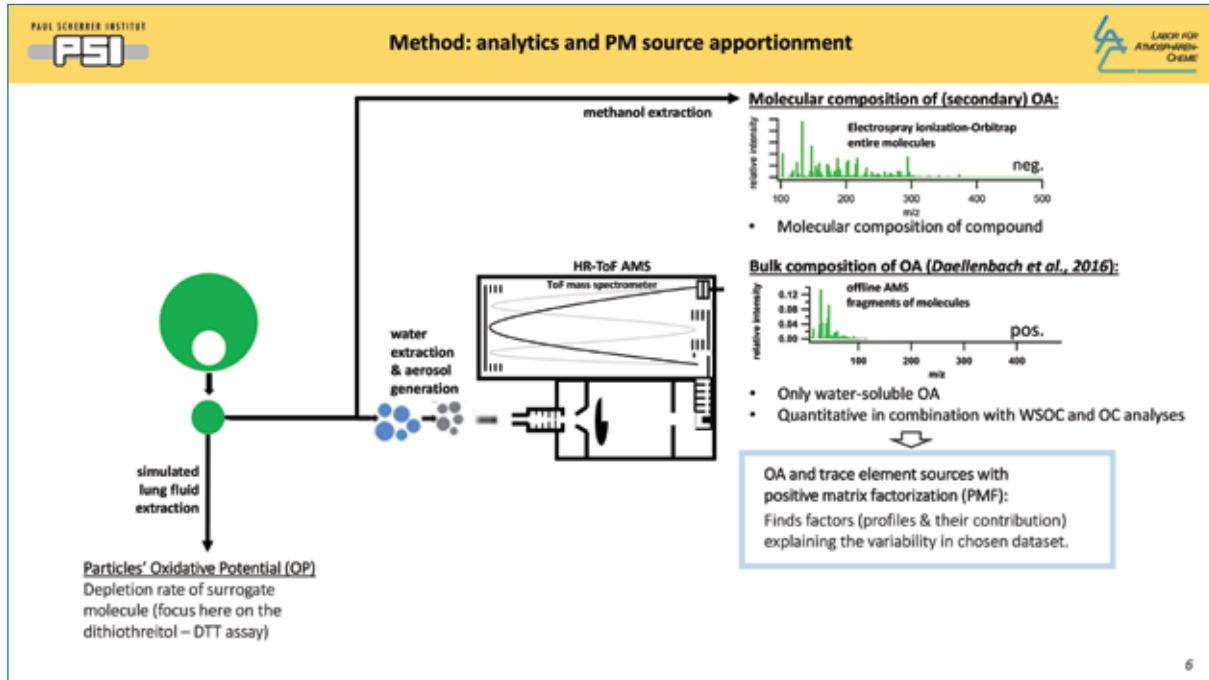 PAUL SCHERRER INSTITUT
PSI
Method: analytics and PM source apportionment
LABOR FÜR
ATMOSPHÄREN-
CHEMIE
methanol extraction
Molecular composition of (secondary) OA:
Electrospray ionization-Orbitrap
entire molecules
neg.
relative intensity
100 200 300 400 500
m/z
• Molecular composition of compound
HR-ToF AMS
ToF mass spectrometer
Bulk composition of OA (Daellenbach et al., 2016):
offline AMS
fragments of molecules
pos.
relative intensity
0.12
0.08
0.04
0.00
100 200 300 400
m/z
water
extraction
& aerosol
generation
• Only water-soluble OA
• Quantitative in combination with WSOC and OC analyses
OA and trace element sources with
positive matrix factorization (PMF):
Finds factors (profiles & their contribution)
explaining the variability in chosen dataset.
simulated
lung fluid
extraction
Particles' Oxidative Potential (OP)
Depletion rate of surrogate
molecule (focus here on the
dithiothreitol – DTT assay)
6